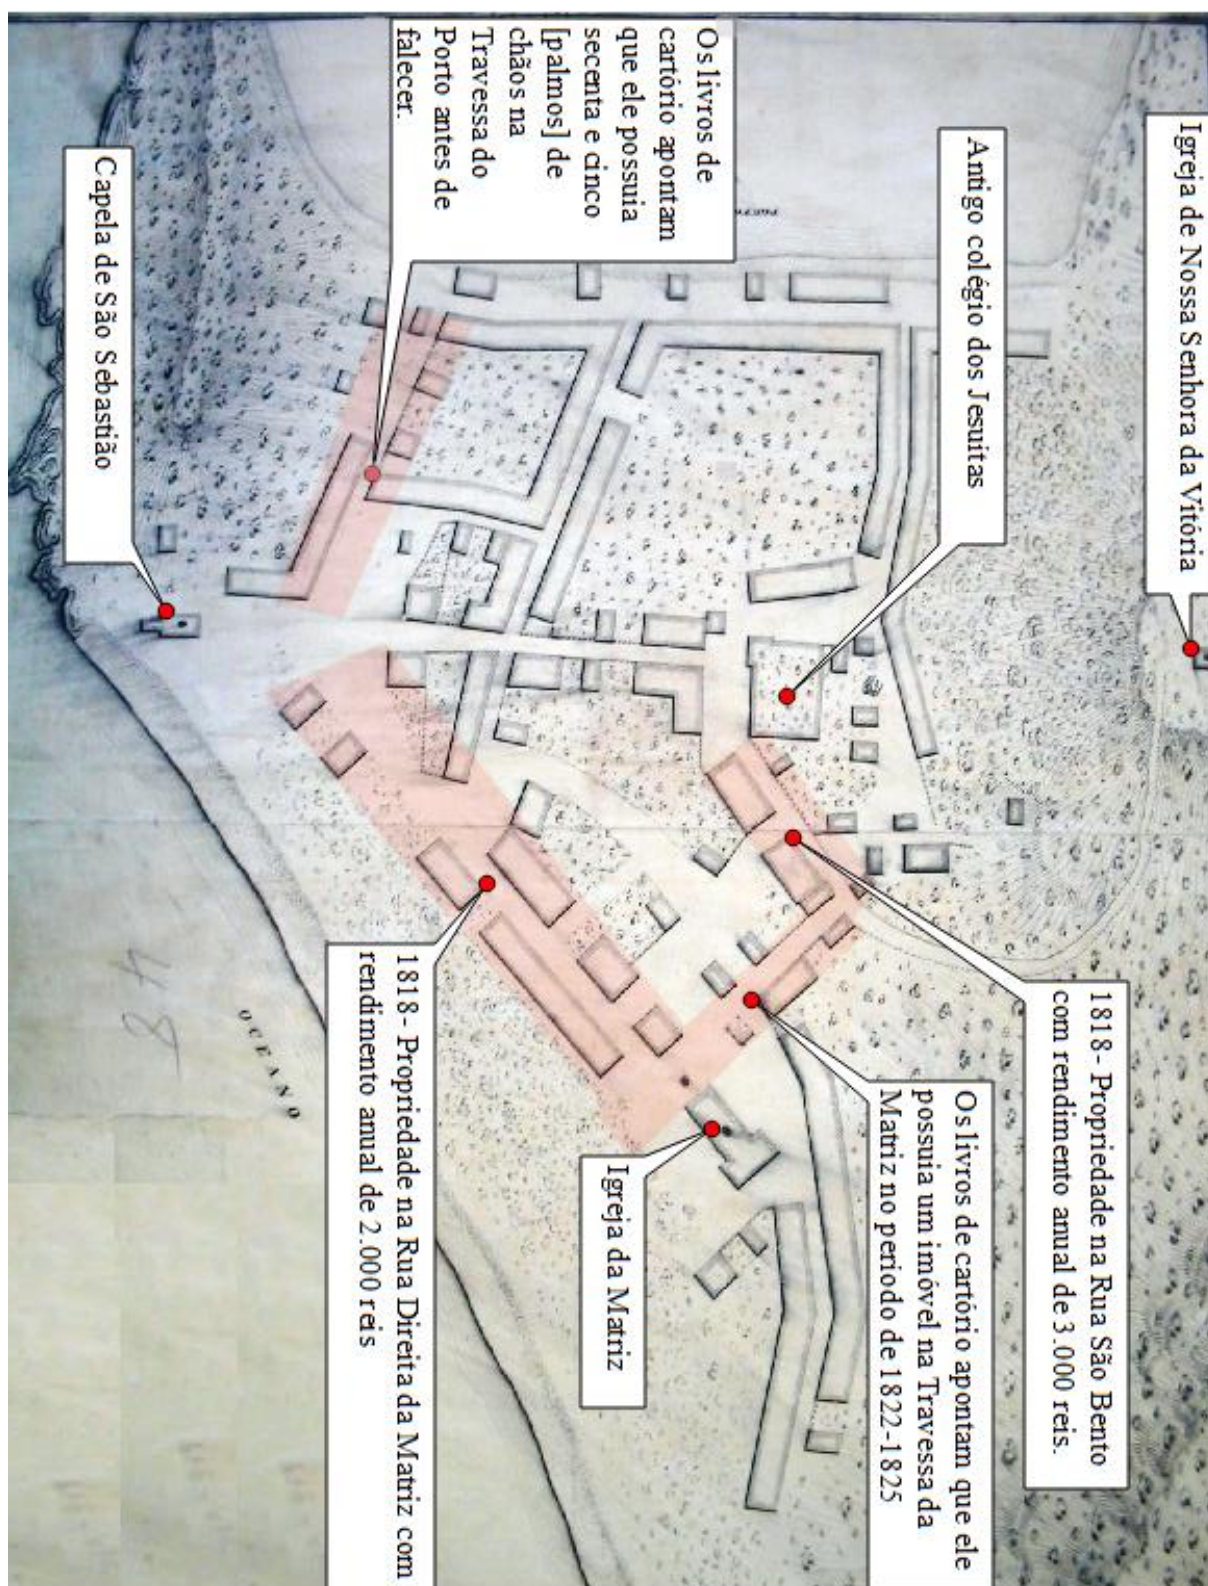 Igreja de Nossa Senhora da Vitória
Antigo colégio dos Jesuitas
Os livros de
cartório apontam
que ele possuia
secenta e cinco
[palmos] de
chãos na
Travessa do
Porto antes de
falecer.
Capela de São Sebastião
1818- Propriedade na Rua São Bento
com rendimento anual de 3.000 reis.
Os livros de cartório apontam que ele
possuia um imóvel na Travessa da
Matriz no periodo de 1822-1825
Igreja da Matriz
1818- Propriedade na Rua Direita da Matriz com
rendimento anual de 2.000 reis
OCEANO